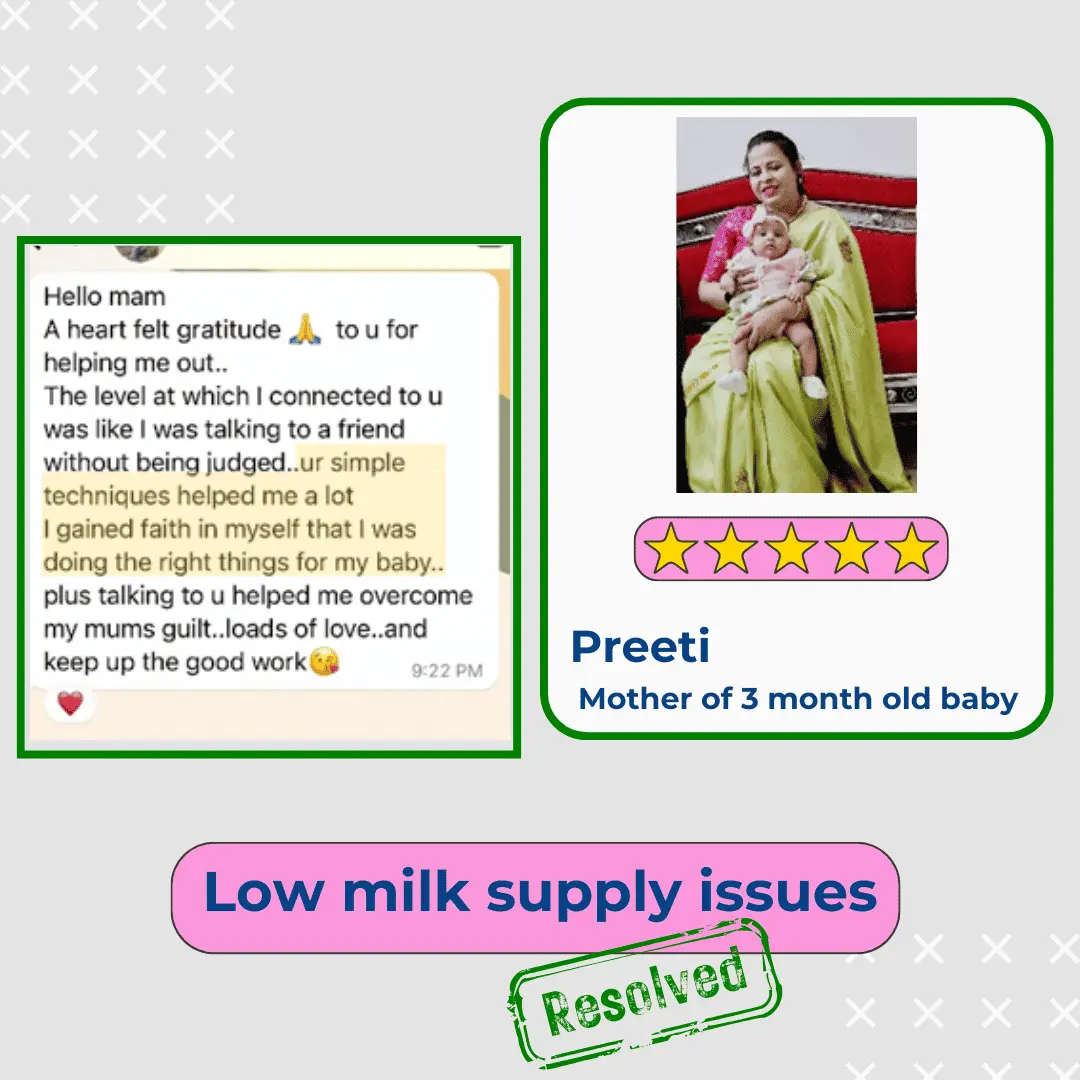 Hello mam
A heart felt gratitude 🙏 to u for
helping me out..
The level at which I connected to u
was like I was talking to a friend
without being judged..ur simple
techniques helped me a lot
I gained faith in myself that I was
doing the right things for my baby..
plus talking to u helped me overcome
my mums guilt..loads of love..and
keep up the good work😘
9:22 PM
Preeti
Mother of 3 month old baby
Low milk supply issues
Resolved